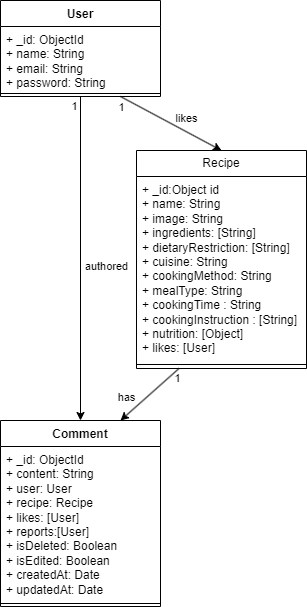 User
+ _id: ObjectId
+ name: String
+ email: String
+ password: String
1
1
likes
Recipe
+ _id:Object id
+ name: String
+ image: String
+ ingredients: [String]
+ dietaryRestriction: [String]
+ cuisine: String
+ cookingMethod: String
+ mealType: String
+ cookingTime : String
+ cookingInstruction : [String]
+ nutrition: [Object]
+ likes: [User]
authored
1
has
Comment
+ _id: ObjectId
+ content: String
+ user: User
+ recipe: Recipe
+ likes: [User]
+ reports:[User]
+ isDeleted: Boolean
+ isEdited: Boolean
+ createdAt: Date
+ updatedAt: Date